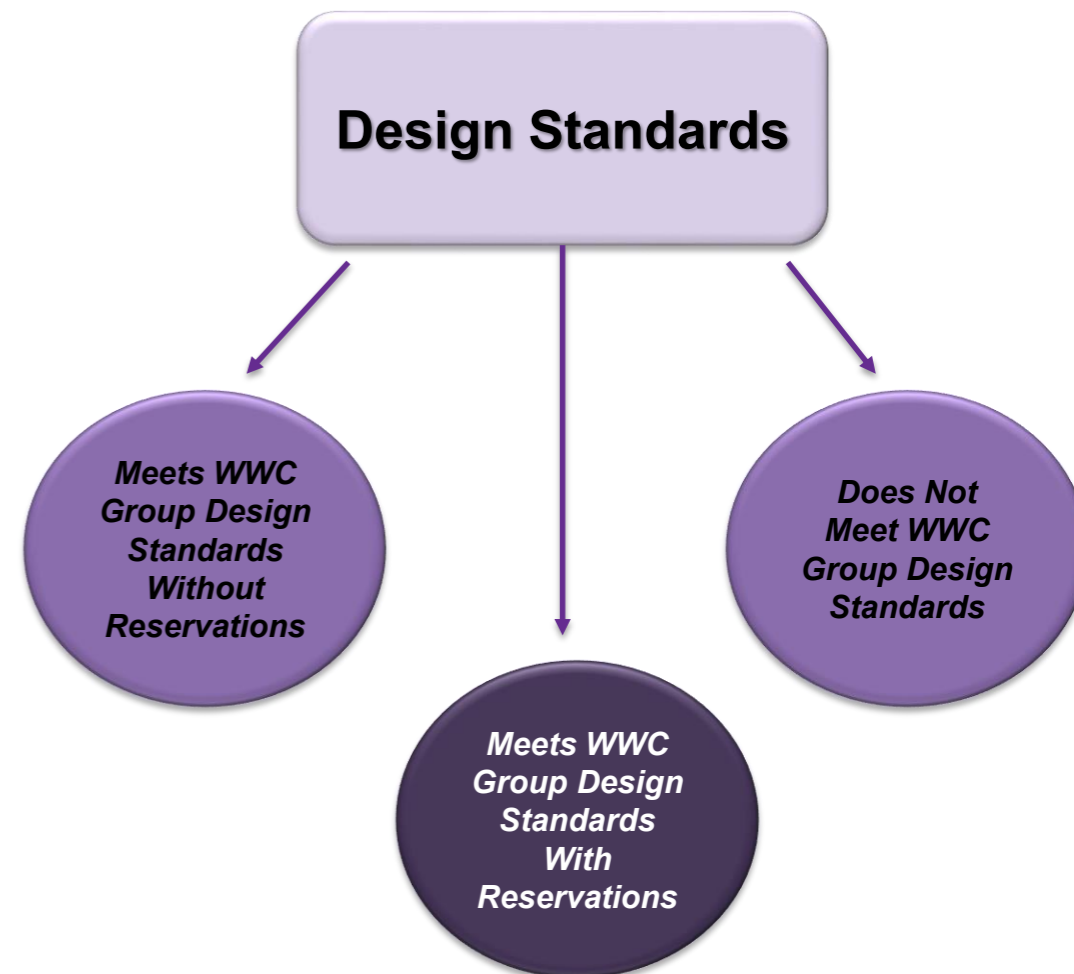 Design Standards
Meets WWC
Group Design
Standards
Without
Reservations
Does Not
Meet WWC
Group Design
Standards
Meets WWC
Group Design
Standards
With
Reservations